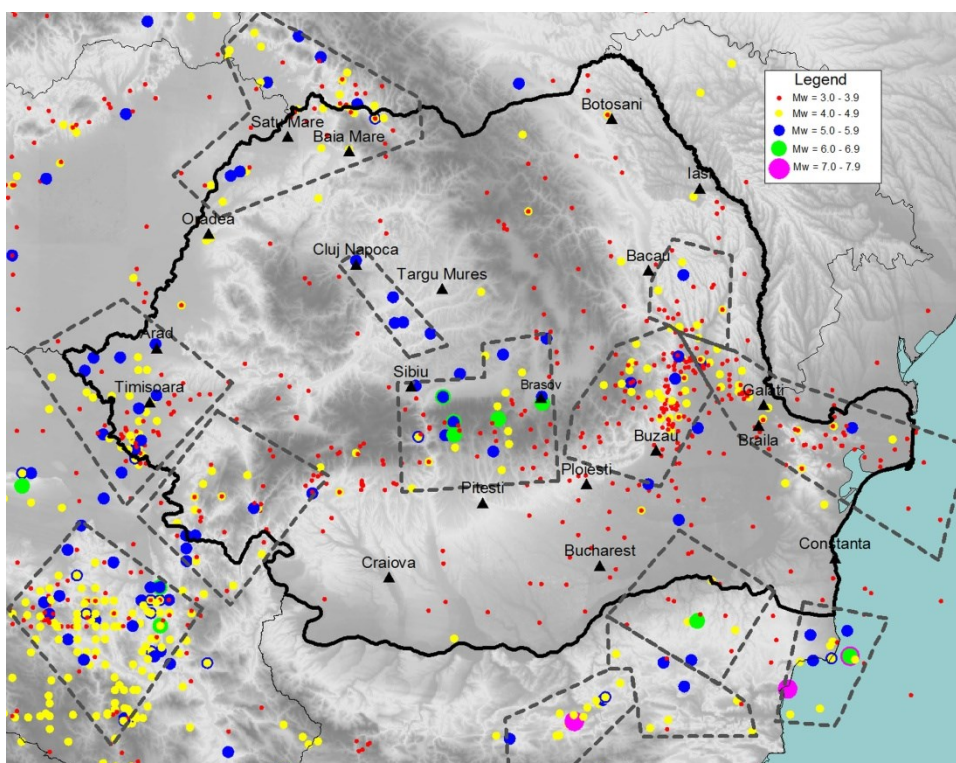 Legend
Mw = 3.0 - 3.9
Mw = 4.0 - 4.9
Mw = 5.0 - 5.9
Mw = 6.0 - 6.9
Mw = 7.0 - 7.9
Botosani
Satu Mare
Baia Mare
Iasi
Oradea
Cluj Napoca
Bacau
Targu Mures
Arad
Sibiu
Timisoara
Brasov
Galati
Braila
Buzau
Ploiesti
Pitesti
Constanta
Bucharest
Craiova